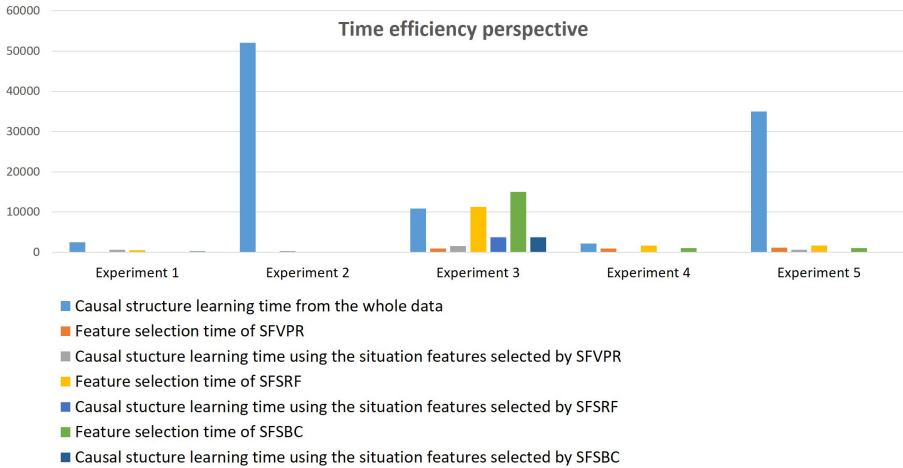 60000
Time efficiency perspective
50000
40000
30000
20000
10000
0
Experiment 1 Experiment 2 Experiment 3 Experiment 4 Experiment 5
Causal structure learning time from the whole data
Feature selection time of SFVPR
Causal stucture learning time using the situation features selected by SFVPR
Feature selection time of SFSRF
Causal stucture learning time using the situation features selected by SFSRF
Feature selection time of SFSBC
Causal stucture learning time using the situation features selected by SFSBC